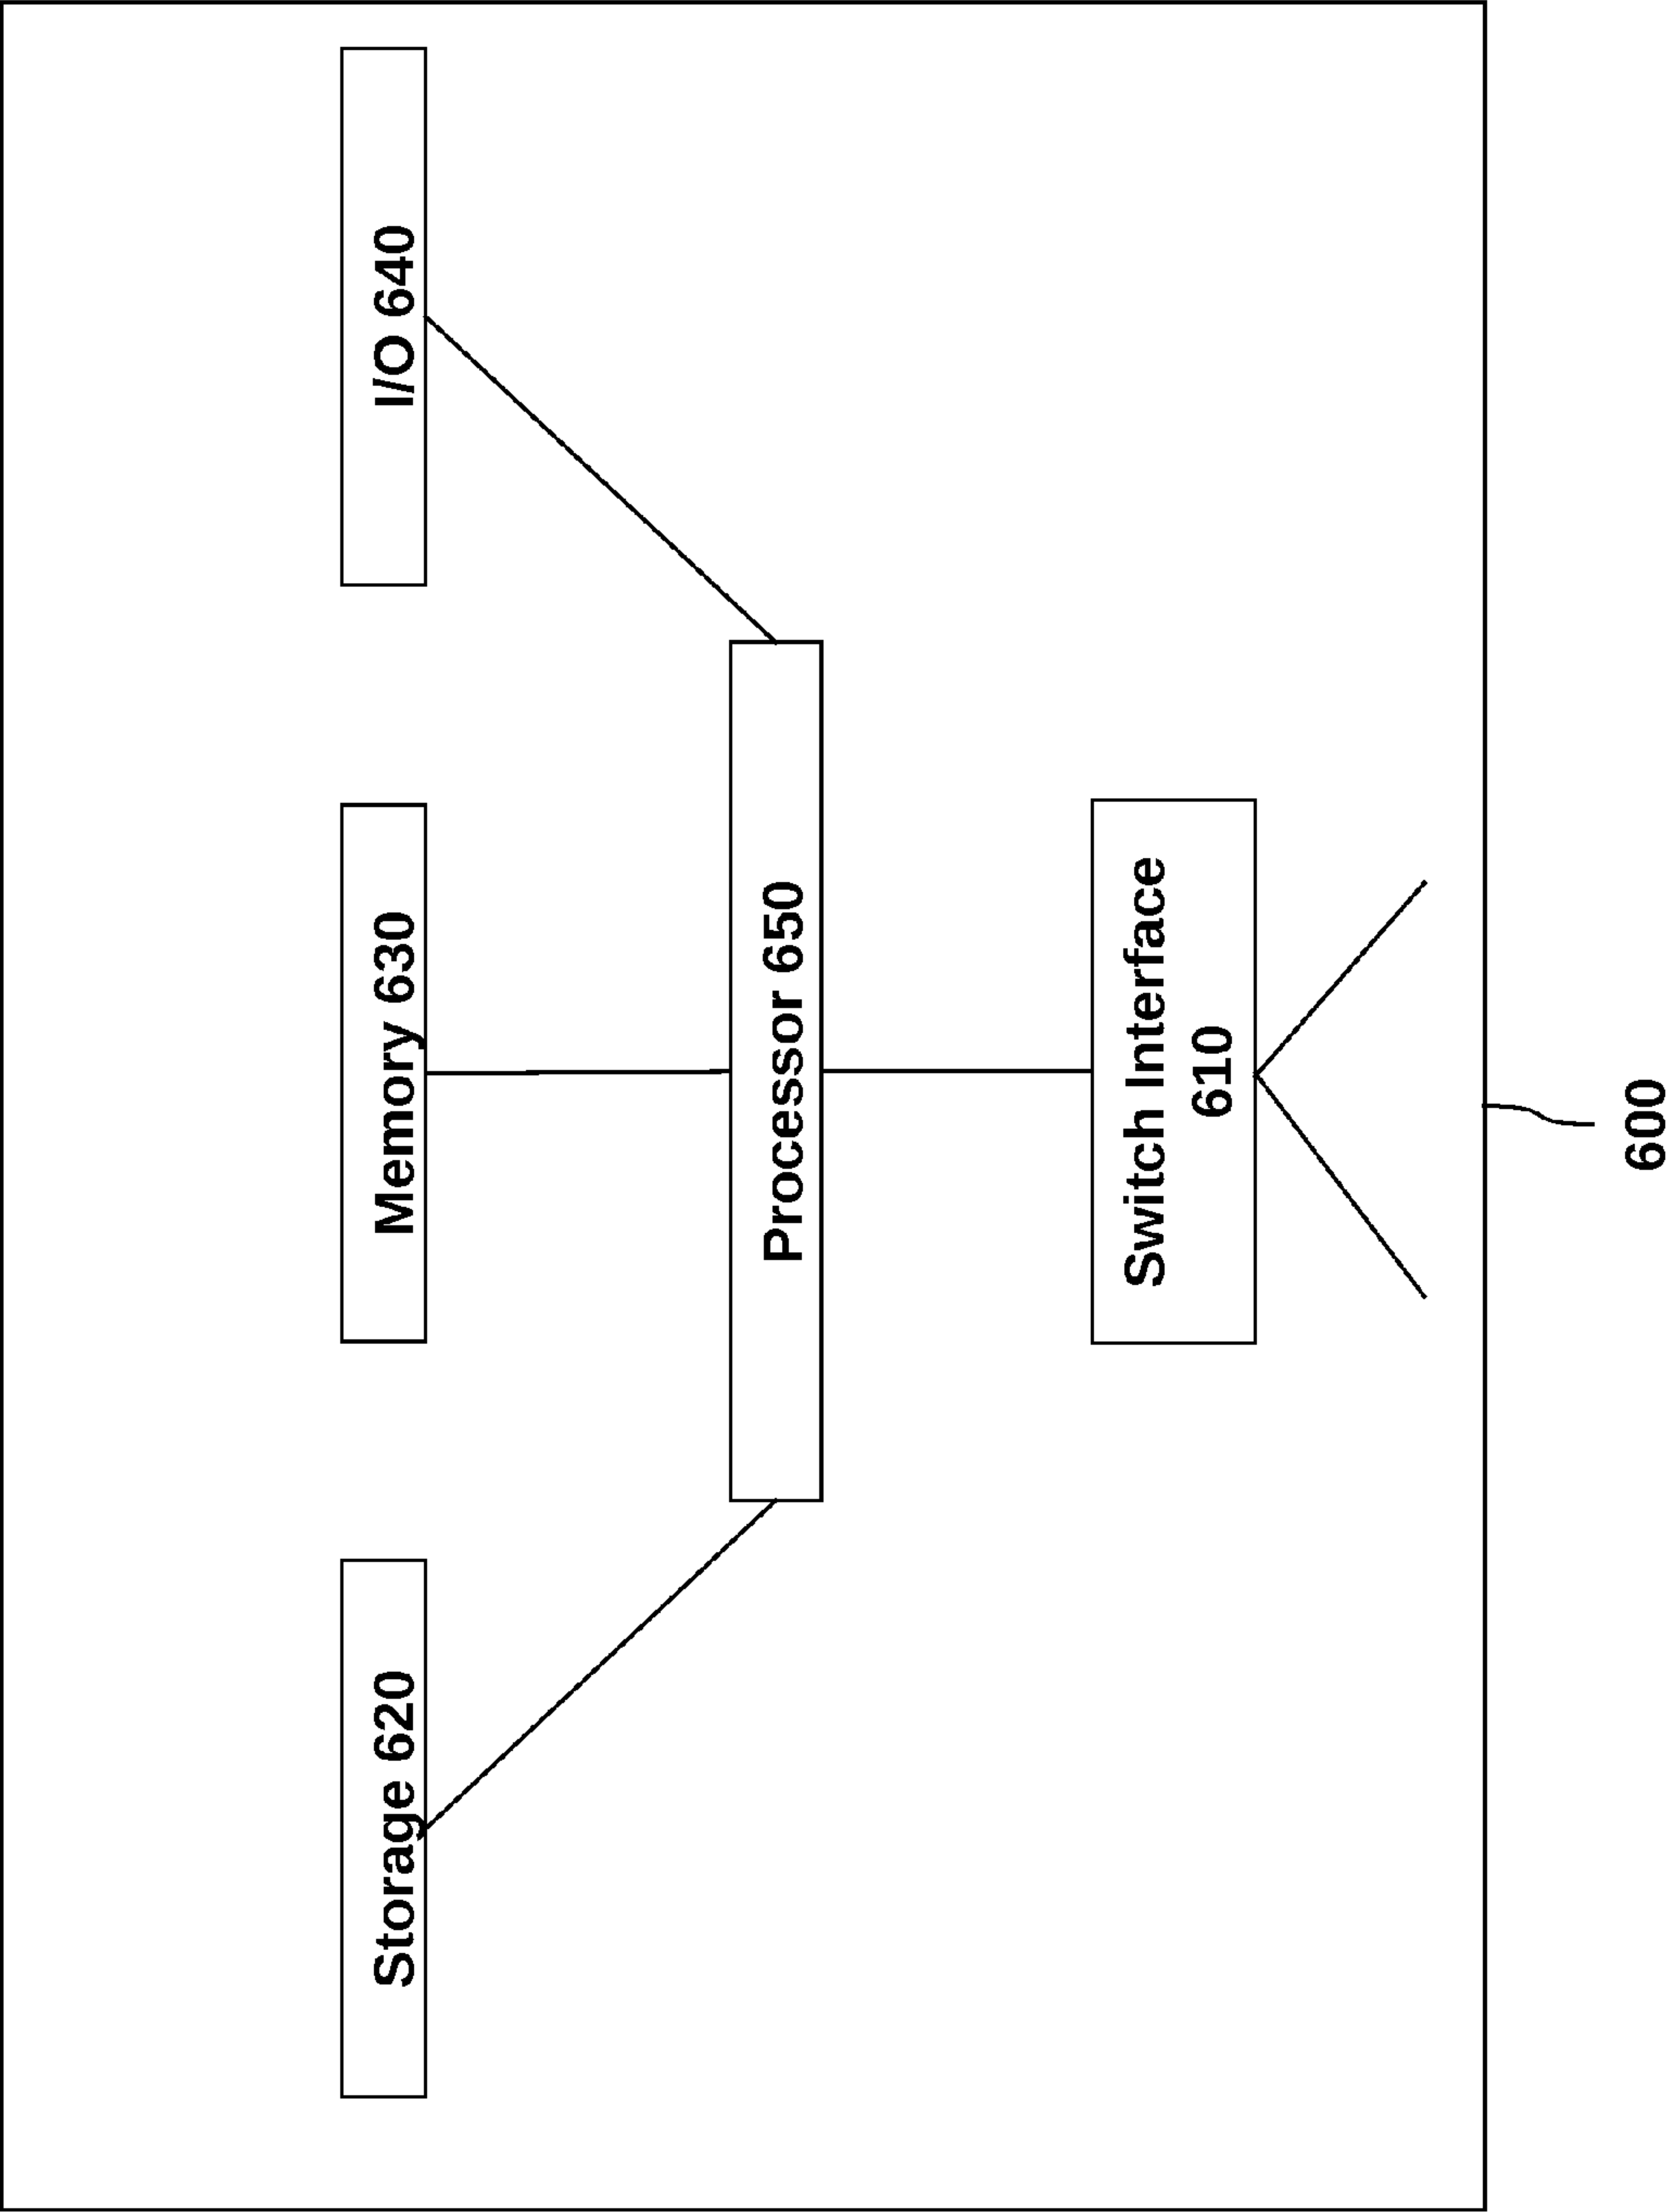 Storage 620
Memory 630
I/O 640
Processor 650
Switch Interface
610
600